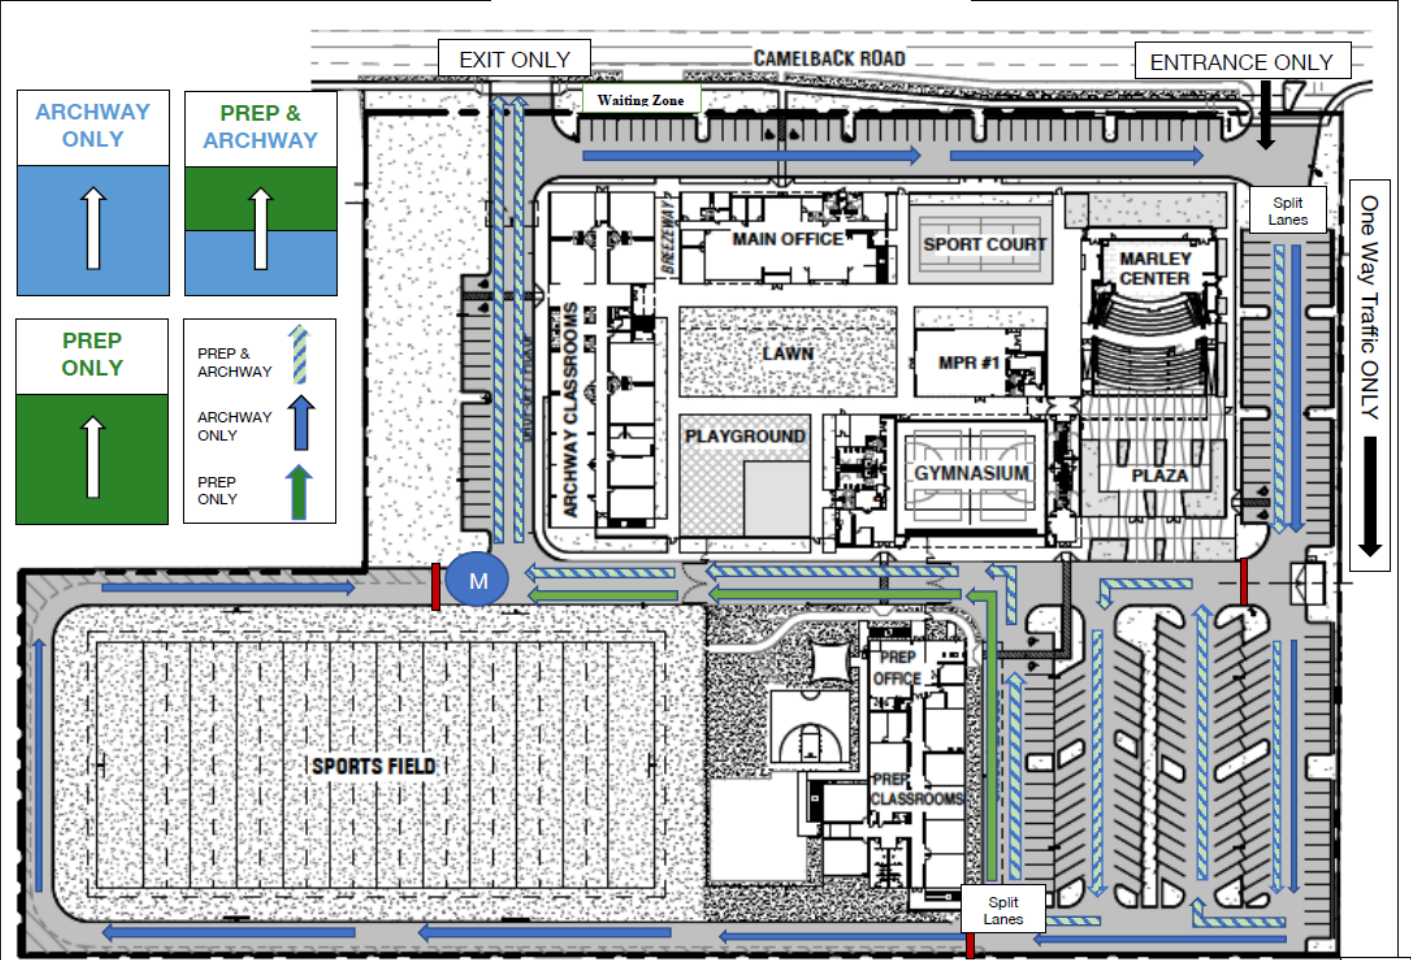 EXIT ONLY
CAMELBACK ROAD
ENTRANCE ONLY
Waiting Zone
ARCHWAY
ONLY
PREP &
ARCHWAY
PREP
ONLY
PREP &
ARCHWAY
ARCHWAY
ONLY
PREP
ONLY
Split
Lanes
One Way Traffic ONLY
BREEZEWAY
MAIN OFFICE
SPORT COURT
MARLEY
CENTER
ARCHWAY CLASSROOMS
LAWN
MPR #1
PLAYGROUND
GYMNASIUM
PLAZA
M
PREP
OFFICE
SPORTS FIELD
PREP
CLASSROOMS
Split
Lanes